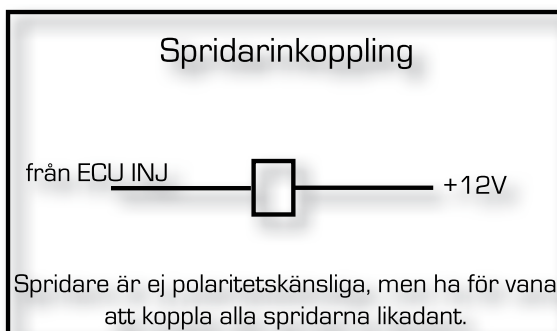 Spridarinkoppling
från ECU INJ
+12V
Spridare är ej polaritetskänsliga, men ha för vana
att koppla alla spridarna likadant.